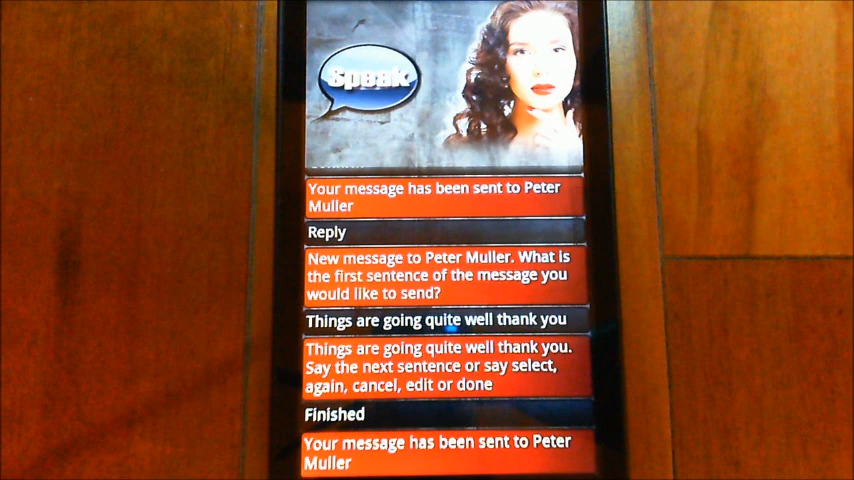 Speak
Your message has been sent to Peter
Muller
Reply
New message to Peter Muller. What is
the first sentence of the message you
would like to send?
Things are going quite well thank you
Things are going quite well thank you.
Say the next sentence or say select,
again, cancel, edit or done
Finished
Your message has been sent to Peter
Muller